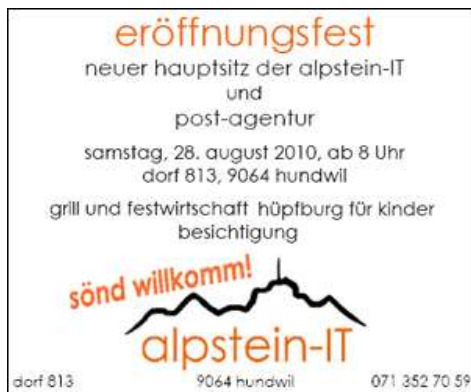 eröffnungsfest
neuer hauptsitz der alpstein-IT
und
post-agentur
samstag, 28. august 2010, ab 8 Uhr
dorf 813, 9064 hundwil
grill und festwirtschaft hüpfburg für kinder
besichtigung
sönd willkomm!
alpstein-IT
dorf 813 9064 hundwil 071 352 70 59